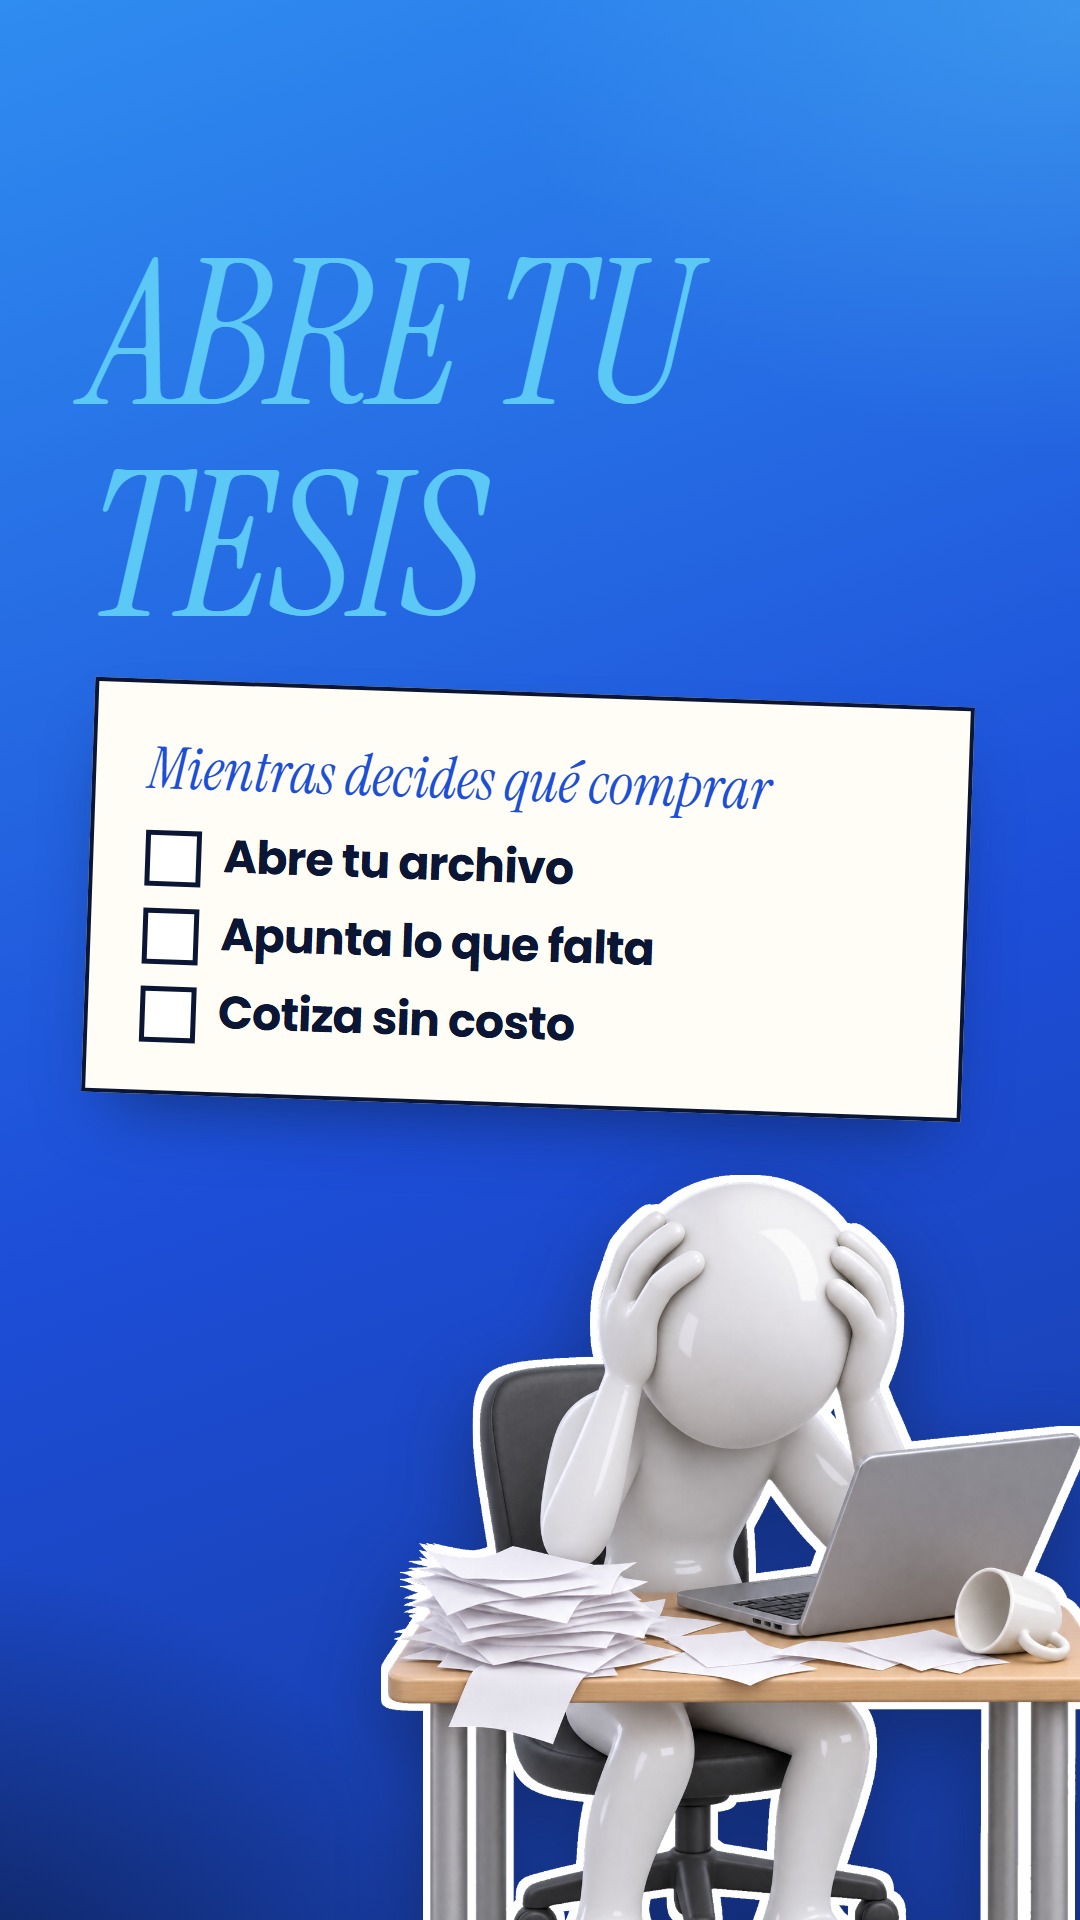 ABRE TU
TESIS
Mientras decides qué comprar
Abre tu archivo
Apunta lo que falta
Cotiza sin costo